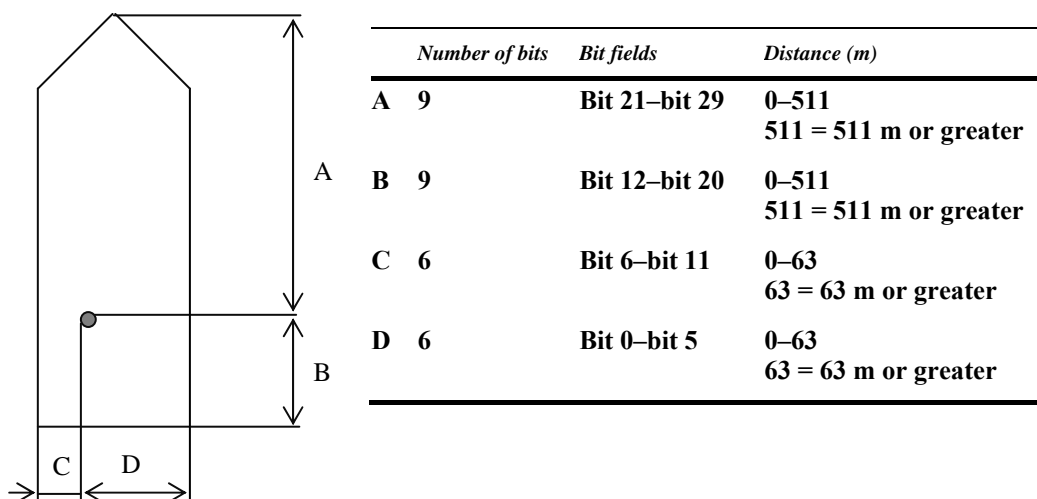 A
B
C D
Number of bits Bit fields Distance (m)
A 9 Bit 21–bit 29 0–511
511 = 511 m or greater
B 9 Bit 12–bit 20 0–511
511 = 511 m or greater
C 6 Bit 6–bit 11 0–63
63 = 63 m or greater
D 6 Bit 0–bit 5 0–63
63 = 63 m or greater